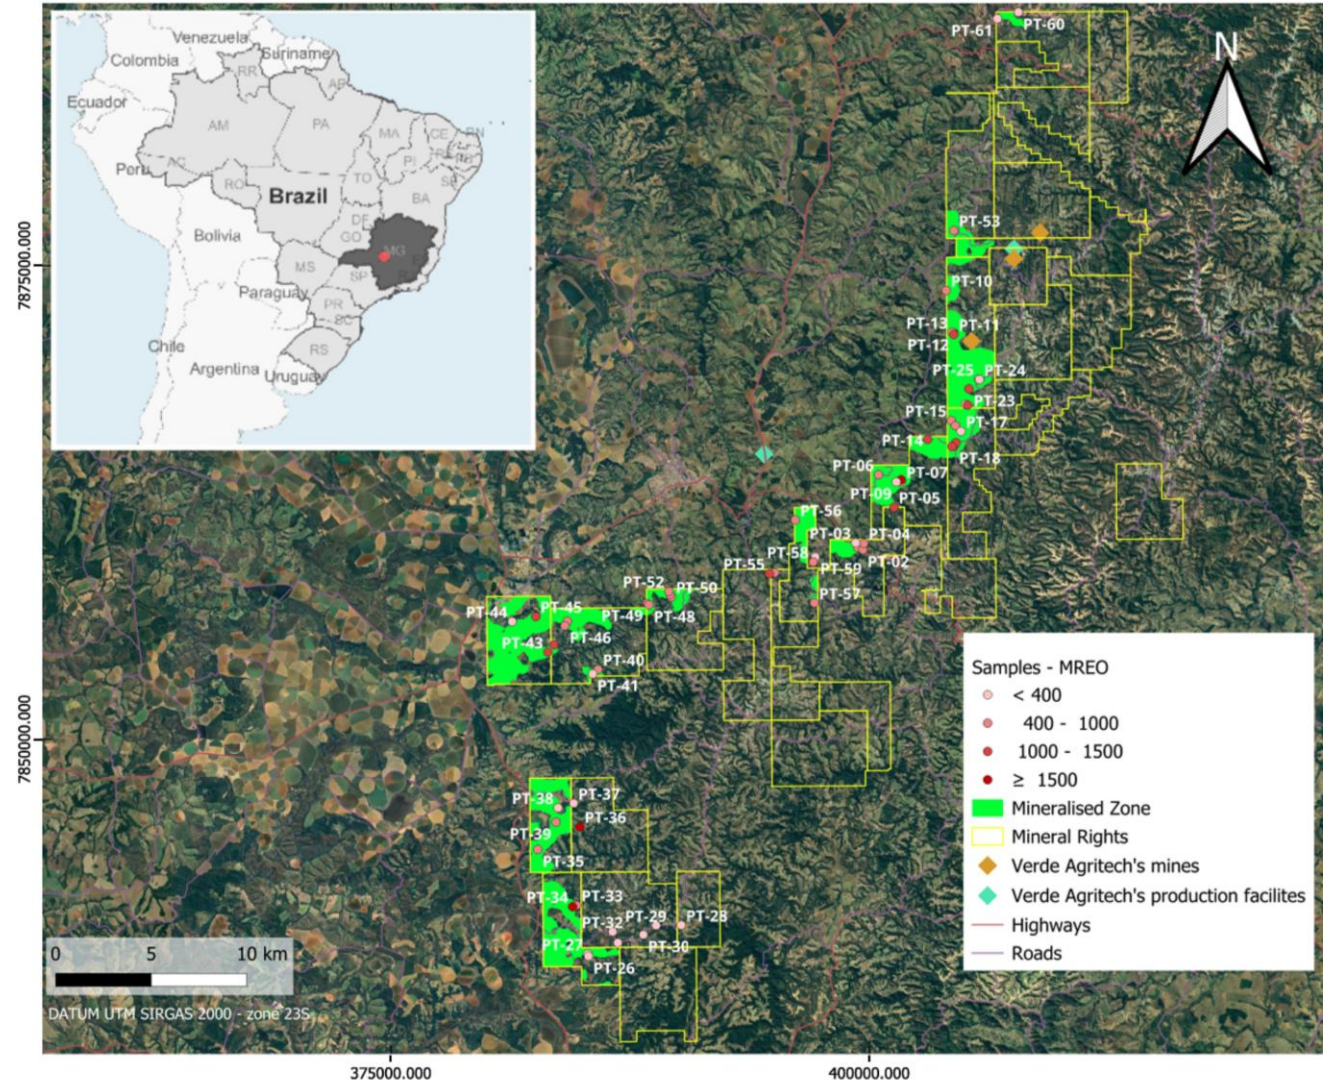 Venezuela
Suriname
Colombia
RR
AP
Ecuador
AM
PA
MA
CE
RN
PB
PI
Peru
AC
TO
SE
RO
Brazil
BA
DF
GO
Bolivia
MG
MS
SP
Paraguay
PR
SC
Chile
RS
Argentina
Uruguay
N
PT-60
PT-61
PT-53
7875000.000
PT-10
PT-13
PT-11
PT-12
PT-25
PT-24
PT-23
PT-15
PT-17
PT-14
PT-18
PT-06
PT-07
PT-09
PT-05
PT-56
PT-03
PT-04
PT-58
PT-59
PT-02
PT-55
PT-57
PT-52
PT-50
PT-49
PT-48
PT-44
PT-45
PT-46
PT-43
PT-40
PT-41
7850000.000
PT-38
PT-37
PT-36
PT-39
PT-35
PT-34
PT-33
PT-32
PT-29
PT-28
PT-27
PT-30
PT-26
Samples - MREO
< 400
400 - 1000
1000 - 1500
≥ 1500
Mineralised Zone
Mineral Rights
Verde Agritech's mines
Verde Agritech's production facilites
Highways
Roads
0 5 10 km
DATUM UTM SIRGAS 2000 - zone 23S
375000.000
400000.000